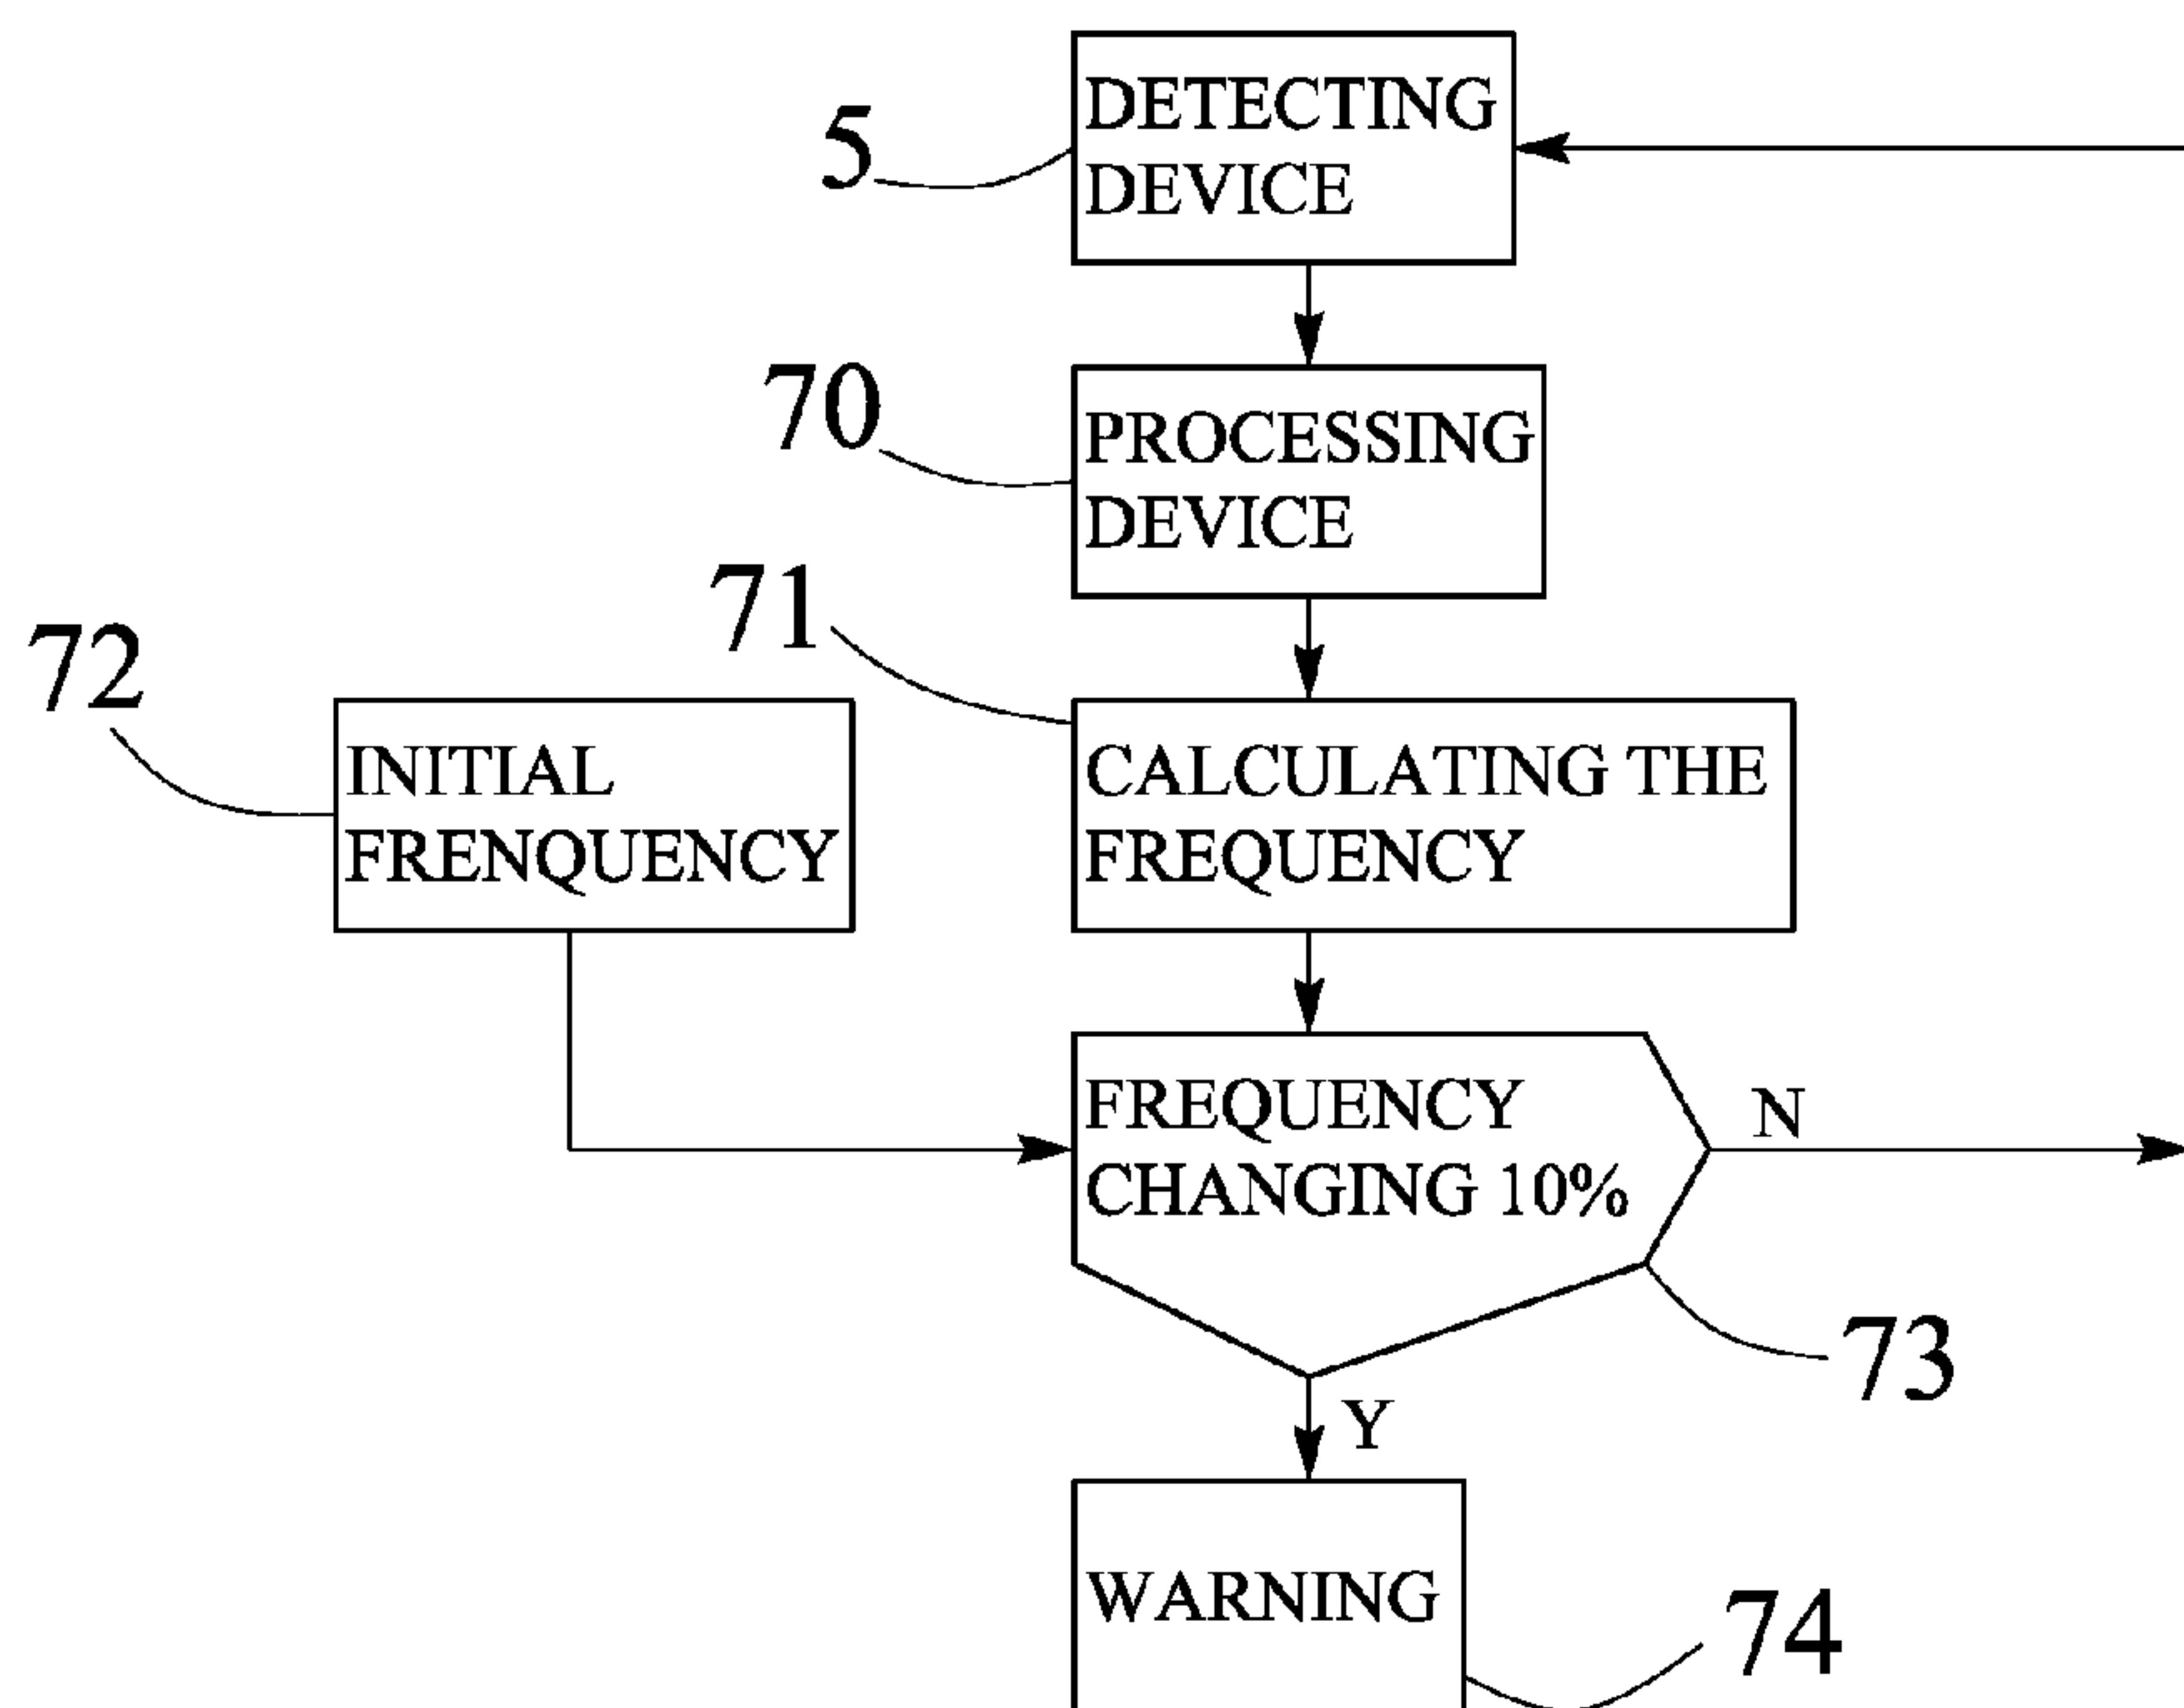 5
DETECTING
DEVICE
70
PROCESSING
DEVICE
71
72
INITIAL
FRENQUENCY
CALCULATING THE
FREQUENCY
FREQUENCY
CHANGING 10%
N
73
Y
WARNING
74